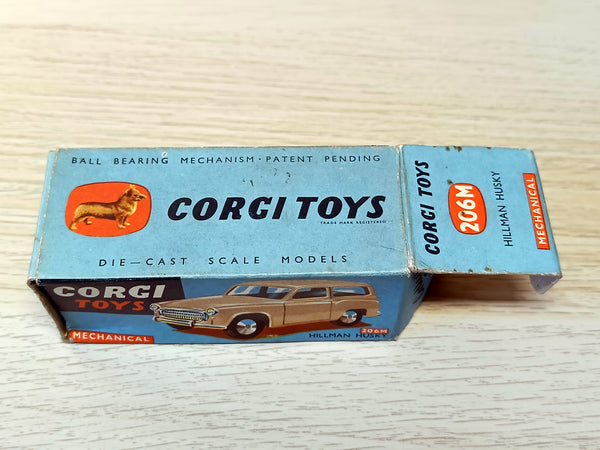 BALL BEARING MECHANISM · PATENT PENDING
CORGI TOYS
TRADE MARK REGISTERED
DIE—CAST SCALE MODELS
CORGI
TOYS
MECHANICAL
206M
HILLMAN HUSKY
CORGI TOYS
206M
HILLMAN HUSKY
MECHANICAL